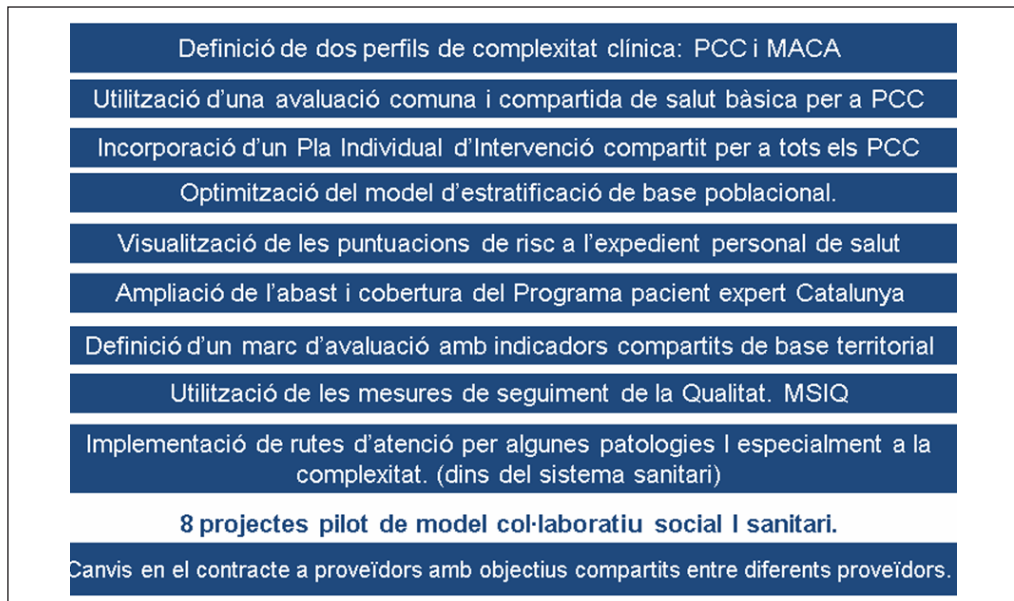 Definició de dos perfils de complexitat clínica: PCC i MACA
Utilització d'una avaluació comuna i compartida de salut bàsica per a PCC
Incorporació d'un Pla Individual d'Intervenció compartit per a tots els PCC
Optimització del model d'estratificació de base poblacional.
Visualització de les puntuacions de risc a l'expedient personal de salut
Ampliació de l'abast i cobertura del Programa pacient expert Catalunya
Definició d'un marc d'avaluació amb indicadors compartits de base territorial
Utilització de les mesures de seguiment de la Qualitat. MSIQ
Implementació de rutes d'atenció per algunes patologies I especialment a la
complexitat. (dins del sistema sanitari)
8 projectes pilot de model col·laboratiu social I sanitari.
Canvis en el contracte a proveïdors amb objectius compartits entre diferents proveïdors.